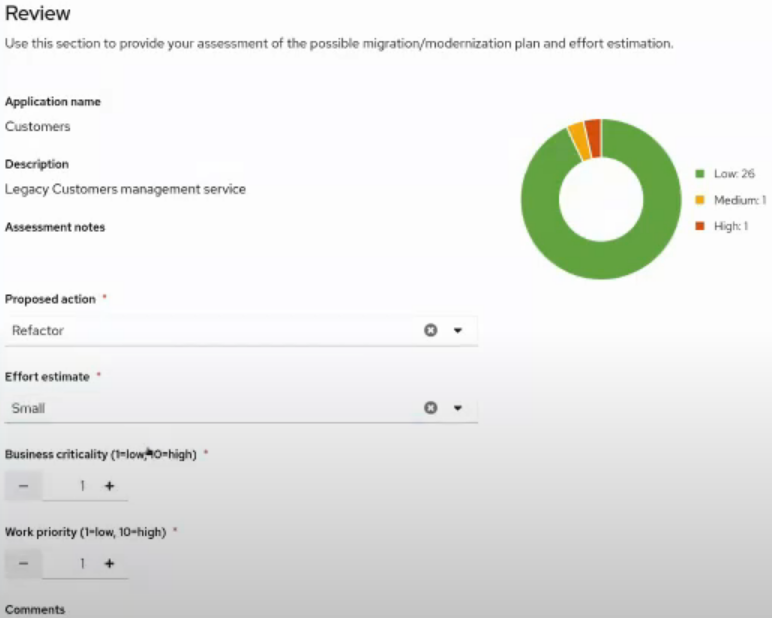 Review
Use this section to provide your assessment of the possible migration/modernization plan and effort estimation.
Application name
Customers
Description
Legacy Customers management service
Assessment notes
Low: 26
Medium: 1
High: 1
Proposed action *
Refactor
Effort estimate *
Small
Business criticality (1=low, 10=high) *
1
Work priority (1=low, 10=high) *
1
Comments